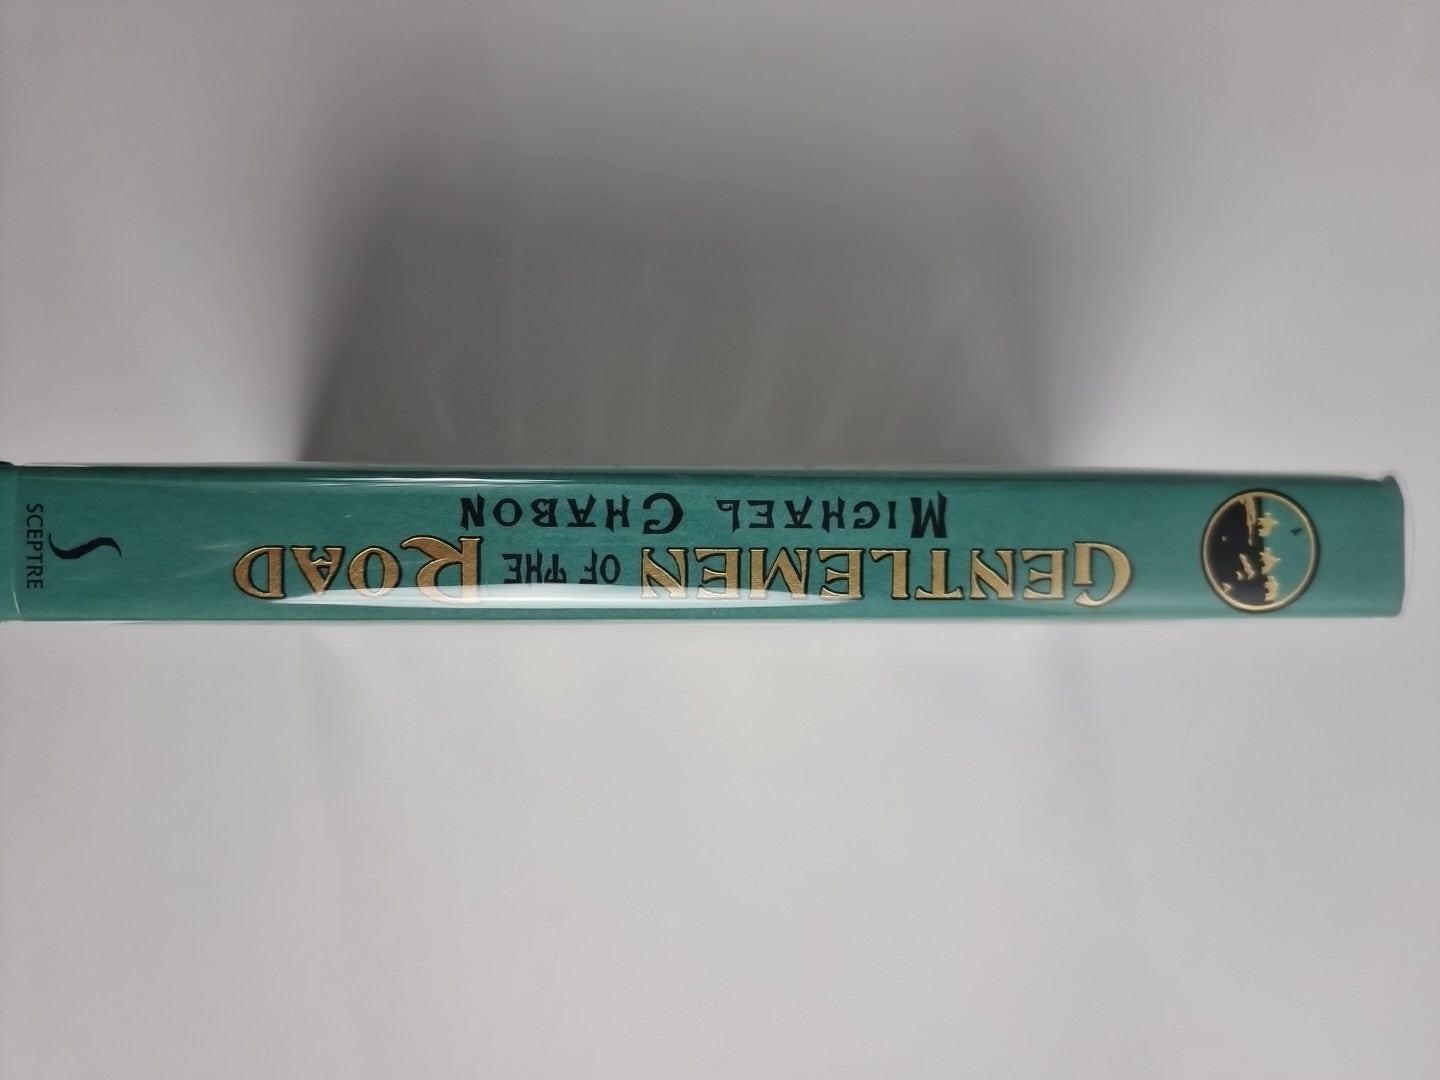 GENTLEMEN OF THE ROAD
MICHAEL CHABON
SCEPTRE